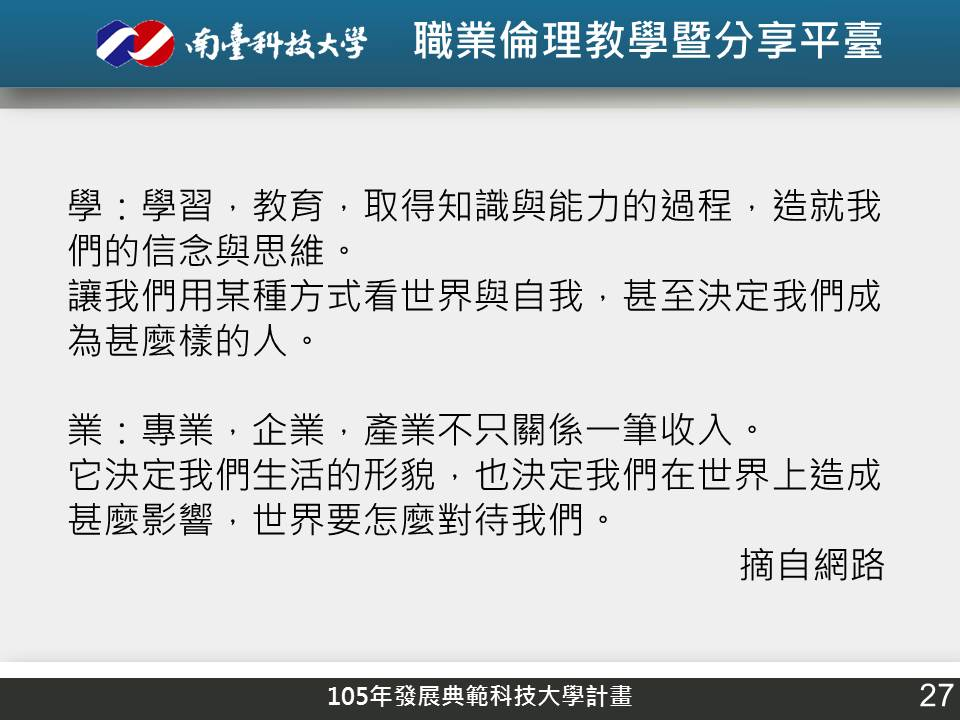 南臺科技大學 職業倫理教學暨分享平臺
學：學習，教育，取得知識與能力的過程，造就我
們的信念與思維。
讓我們用某種方式看世界與自我，甚至決定我們成
為甚麼樣的人。
業：專業，企業，產業不只關係一筆收入。
它決定我們生活的形貌，也決定我們在世界上造成
甚麼影響，世界要怎麼對待我們。
摘自網路
105年發展典範科技大學計畫
27